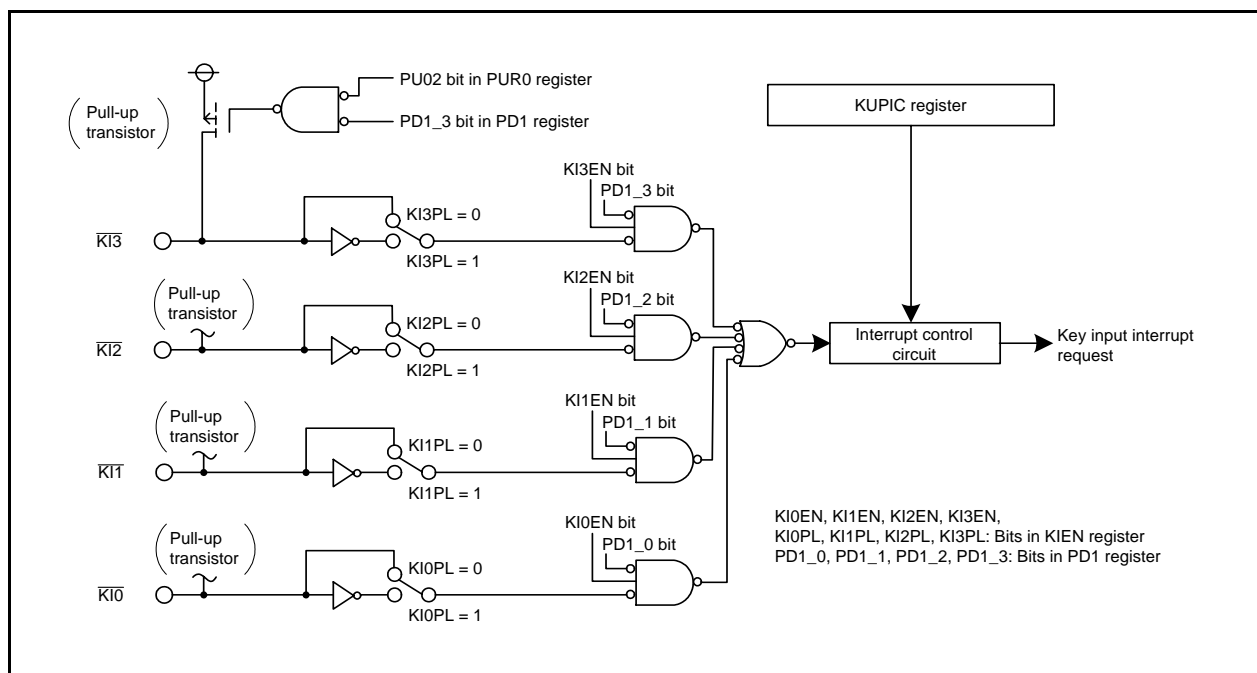 PU02 bit in PUR0 register
Pull-up
transistor
PD1_3 bit in PD1 register
KUPIC register
KI3EN bit
PD1_3 bit
KI3PL = 0
KI3
KI3PL = 1
Pull-up
transistor
KI2EN bit
PD1_2 bit
KI2PL = 0
KI2
KI2PL = 1
Interrupt control
circuit
Key input interrupt
request
Pull-up
transistor
KI1EN bit
PD1_1 bit
KI1PL = 0
KI1
KI1PL = 1
Pull-up
transistor
KI0EN bit
PD1_0 bit
KI0PL = 0
KI0
KI0PL = 1
KI0EN, KI1EN, KI2EN, KI3EN,
KI0PL, KI1PL, KI2PL, KI3PL: Bits in KIEN register
PD1_0, PD1_1, PD1_2, PD1_3: Bits in PD1 register